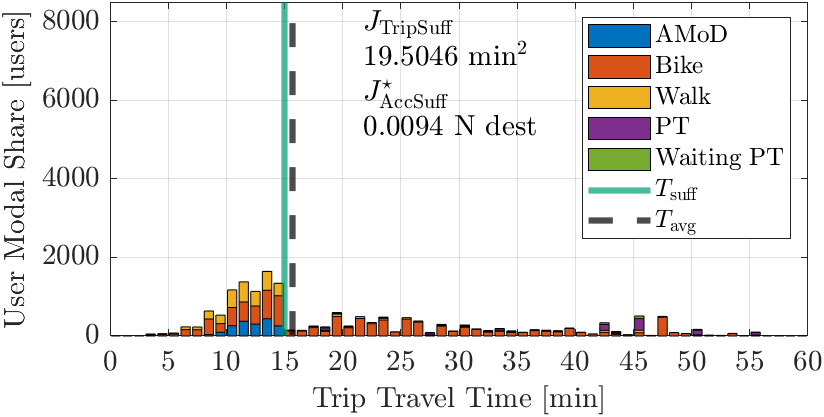 User Modal Share [users]
8000
6000
4000
2000
0
J_TripSuff
19.5046 min²
J*_AccSuff
0.0094 N dest
AMoD
Bike
Walk
PT
Waiting PT
T_suff
T_avg
0 5 10 15 20 25 30 35 40 45 50 55 60
Trip Travel Time [min]